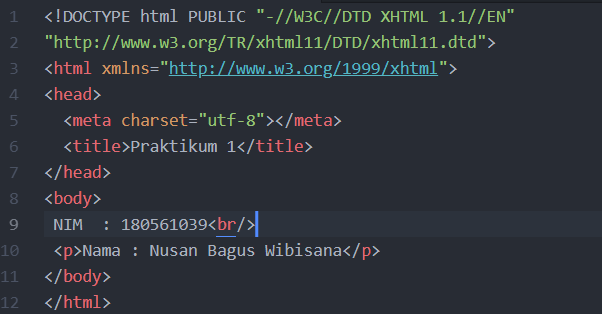 1 <!DOCTYPE html PUBLIC "-//W3C//DTD XHTML 1.1//EN"
2 "http://www.w3.org/TR/xhtml11/DTD/xhtml11.dtd">
3 <html xmlns="http://www.w3.org/1999/xhtml">
4 <head>
5   <meta charset="utf-8"></meta>
6   <title>Praktikum 1</title>
7 </head>
8 <body>
9  NIM  : 180561039<br/>
10  <p>Nama : Nusan Bagus Wibisana</p>
11 </body>
12 </html>